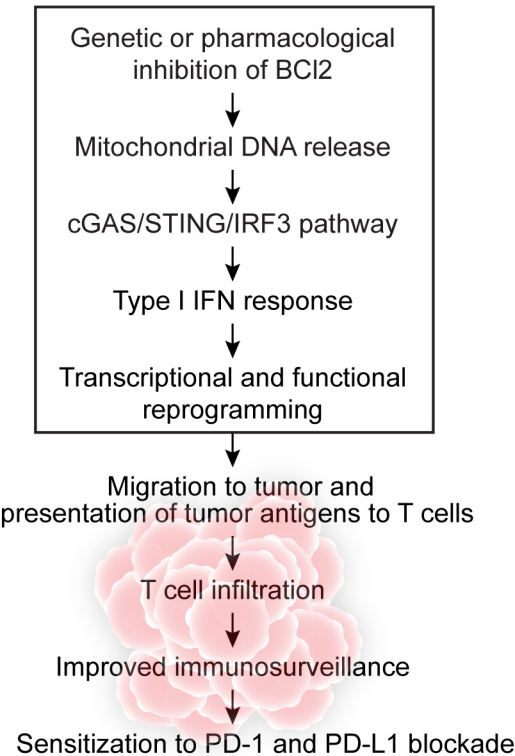 Genetic or pharmacological
inhibition of BCl2
Mitochondrial DNA release
cGAS/STING/IRF3 pathway
Type I IFN response
Transcriptional and functional
reprogramming
Migration to tumor and
presentation of tumor antigens to T cells
T cell infiltration
Improved immunosurveillance
Sensitization to PD-1 and PD-L1 blockade